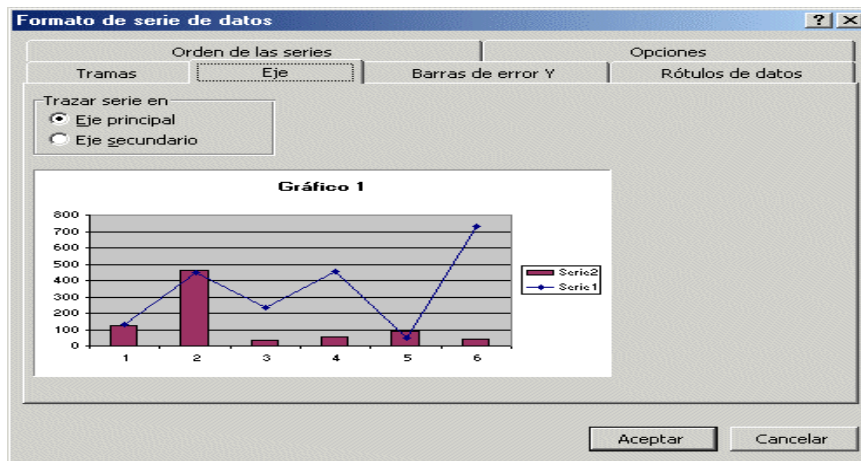 Formato de serie de datos
Orden de las series
Opciones
Tramas
Eje
Barras de error Y
Rótulos de datos
Trazar serie en
Eje principal
Eje secundario
Gráfico 1
800
700
600
500
400
300
200
100
0
1
2
3
4
5
6
Serie2
Serie1
Aceptar
Cancelar